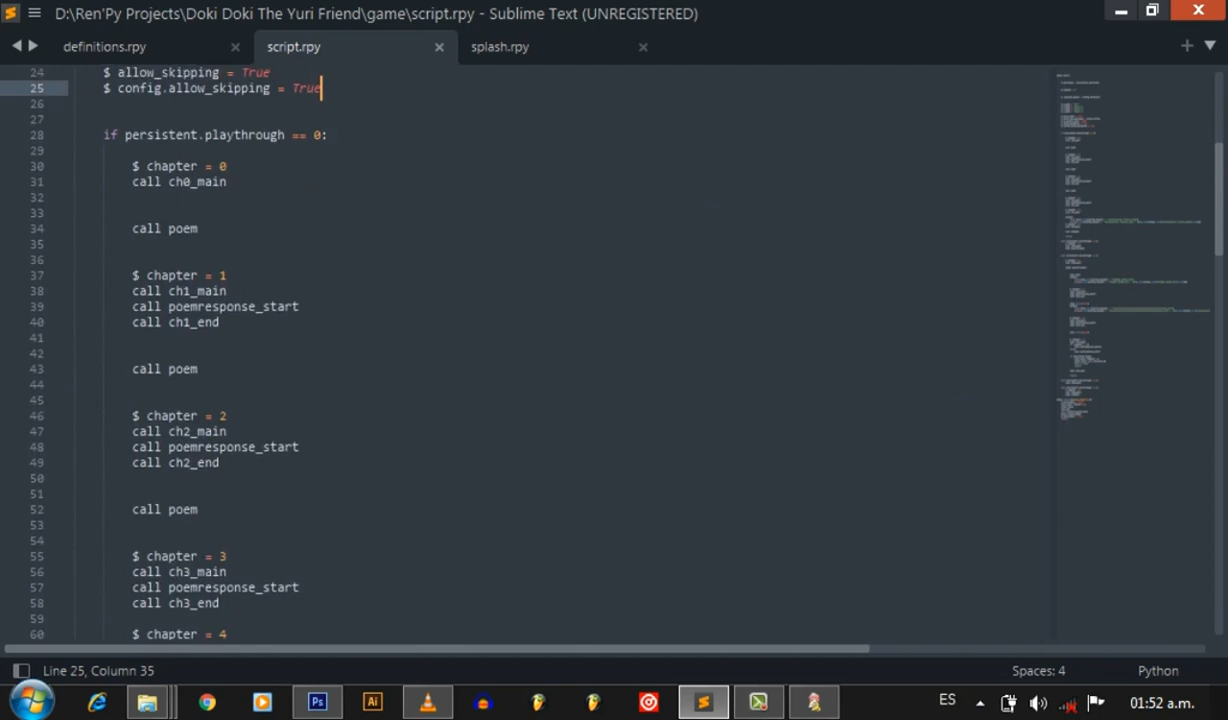 D:\Ren'Py Projects\Doki Doki The Yuri Friend\game\script.rpy - Sublime Text (UNREGISTERED)
definitions.rpy
script.rpy
splash.rpy
24 $ allow_skipping = True
25 $ config.allow_skipping = True
26
27
28 if persistent.playthrough == 0:
29
30 $ chapter = 0
31 call ch0_main
32
33
34 call poem
35
36
37 $ chapter = 1
38 call ch1_main
39 call poemresponse_start
40 call ch1_end
41
42
43 call poem
44
45
46 $ chapter = 2
47 call ch2_main
48 call poemresponse_start
49 call ch2_end
50
51
52 call poem
53
54
55 $ chapter = 3
56 call ch3_main
57 call poemresponse_start
58 call ch3_end
59
60 $ chapter = 4
Line 25, Column 35
Spaces: 4
Python
Ps
Ai
ES
01:52 a.m.